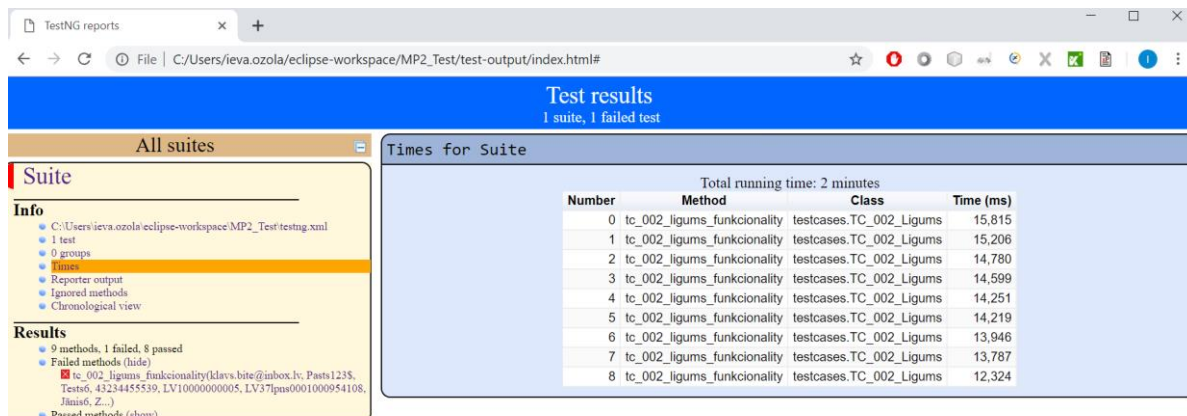 TestNG reports
File | C:/Users/ieva.ozola/eclipse-workspace/MP2_Test/test-output/index.html#
Test results
1 suite, 1 failed test
All suites
Suite
Info
C:\Users\ieva.ozola\eclipse-workspace\MP2_Test\testng.xml
1 test
0 groups
Times
Reporter output
Ignored methods
Chronological view
Results
9 methods, 1 failed, 8 passed
Failed methods (hide)
tc_002_ligums_funkcionality(klavs.bite@inbox.lv, Pasts123$,
Tests6, 43234455539, LV10000000005, LV37lpns0001000954108,
Jānis6, Z...)
Passed methods (show)
Times for Suite
Total running time: 2 minutes
Number Method Class Time (ms)
0 tc_002_ligums_funkcionality testcases.TC_002_Ligums 15,815
1 tc_002_ligums_funkcionality testcases.TC_002_Ligums 15,206
2 tc_002_ligums_funkcionality testcases.TC_002_Ligums 14,780
3 tc_002_ligums_funkcionality testcases.TC_002_Ligums 14,599
4 tc_002_ligums_funkcionality testcases.TC_002_Ligums 14,251
5 tc_002_ligums_funkcionality testcases.TC_002_Ligums 14,219
6 tc_002_ligums_funkcionality testcases.TC_002_Ligums 13,946
7 tc_002_ligums_funkcionality testcases.TC_002_Ligums 13,787
8 tc_002_ligums_funkcionality testcases.TC_002_Ligums 12,324